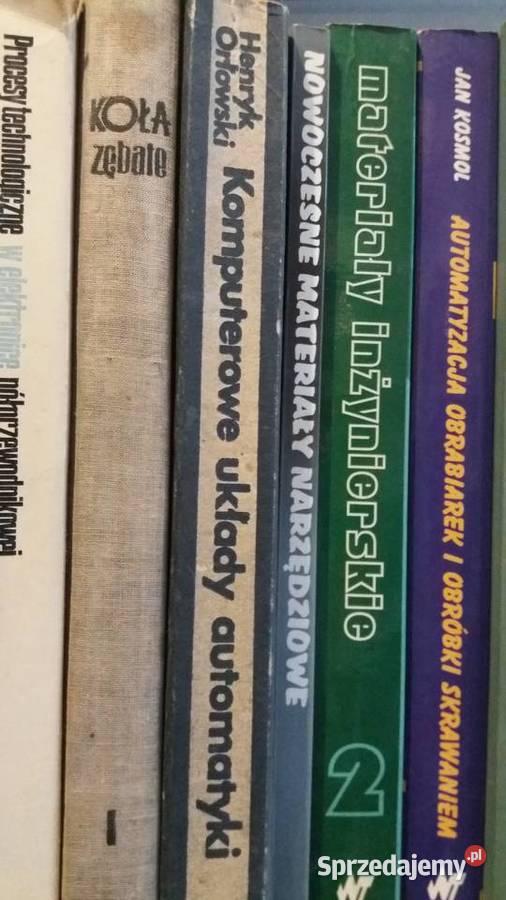 Procesy technologiczne w elektronice półprzewodnikowej
KOŁA
zębate
I
Henryk
Orłowski
Komputerowe układy automatyki
NOWOCZESNE MATERIAŁY NARZĘDZIOWE
materiały inżynierskie
2
JAN KOSMOL
AUTOMATYZACJA OBRABIAREK I OBRÓBKI SKRAWANIEM
Sprzedajemy.pl